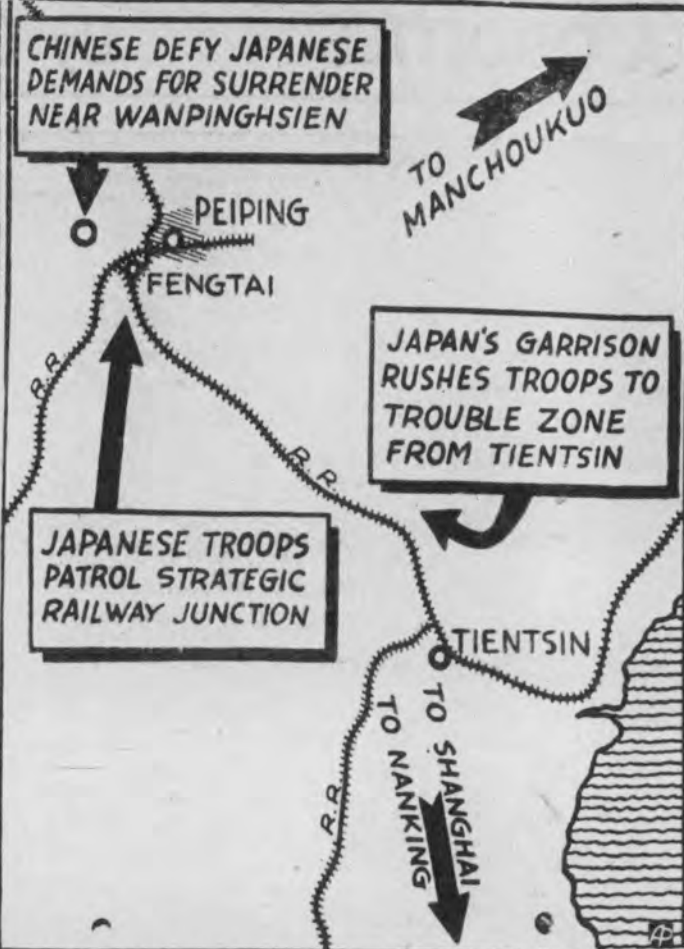 CHINESE DEFY JAPANESE
DEMANDS FOR SURRENDER
NEAR WANPINGHSIEN
TO
MANCHOUKUO
PEIPING
FENGTAI
R.R.
JAPAN'S GARRISON
RUSHES TROOPS TO
TROUBLE ZONE
FROM TIENTSIN
R.R.
JAPANESE TROOPS
PATROL STRATEGIC
RAILWAY JUNCTION
TIENTSIN
TO SHANGHAI
TO NANKING
R.R.
AP